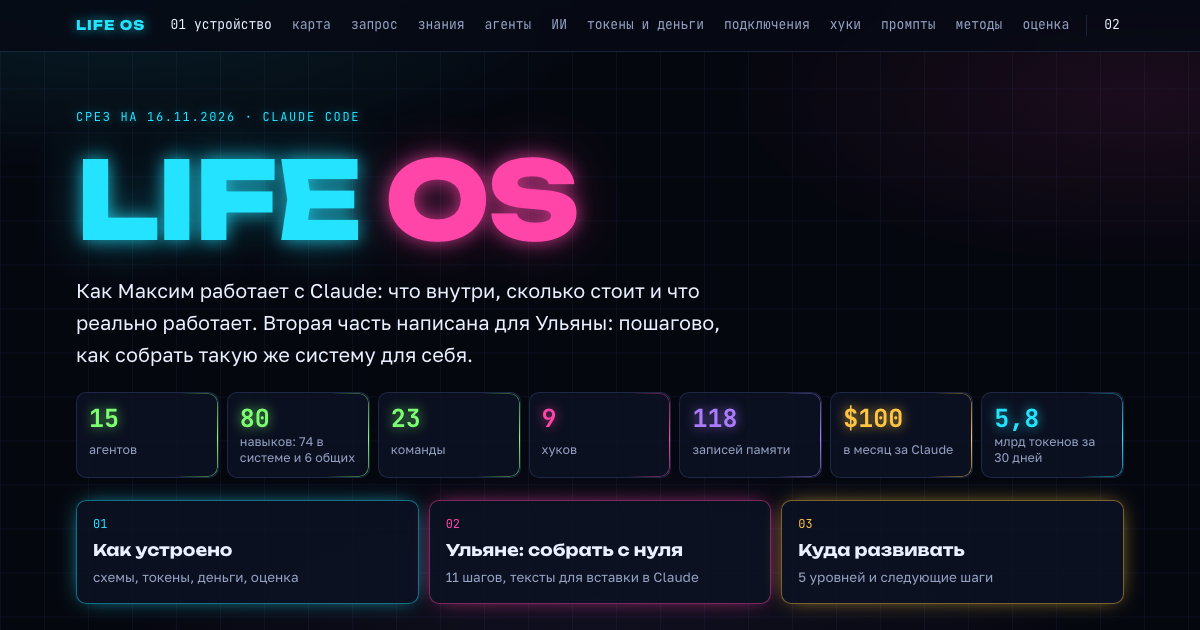 LIFE OS 01 устройство карта запрос знания агенты ИИ токены и деньги подключения хуки промпты методы оценка 02
СРЕЗ НА 16.11.2026 · CLAUDE CODE
LIFE OS
Как Максим работает с Claude: что внутри, сколько стоит и что
реально работает. Вторая часть написана для Ульяны: пошагово,
как собрать такую же систему для себя.
15
агентов
80
навыков: 74 в
системе и 6 общих
23
команды
9
хуков
118
записей памяти
$100
в месяц за Claude
5,8
млрд токенов за
30 дней
01
Как устроено
схемы, токены, деньги, оценка
02
Ульяне: собрать с нуля
11 шагов, тексты для вставки в Claude
03
Куда развивать
5 уровней и следующие шаги